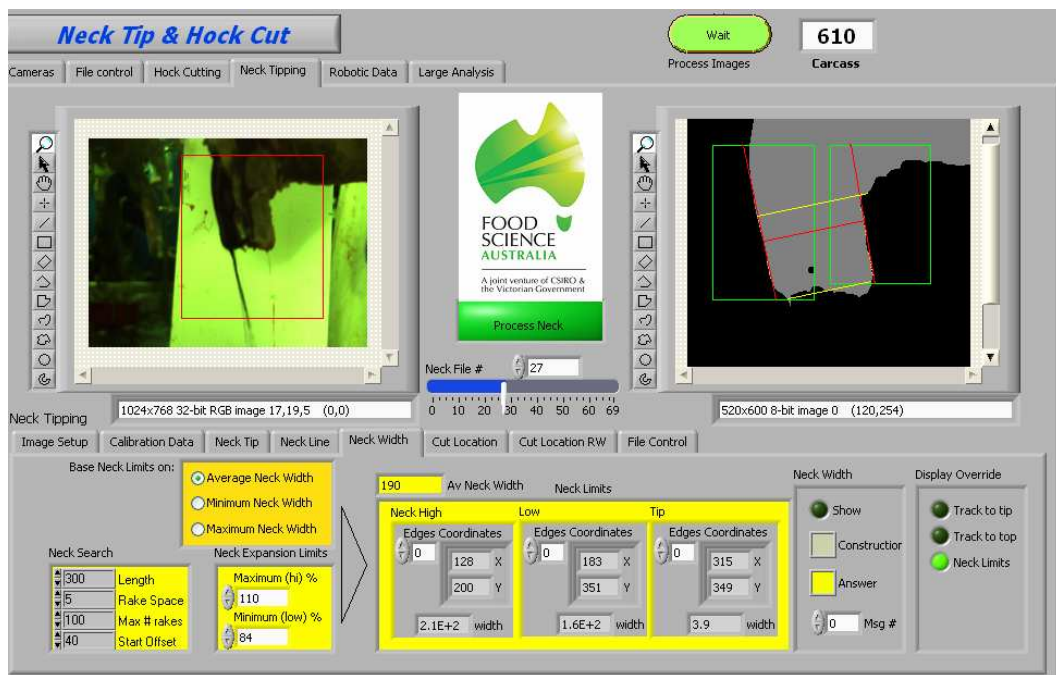 Neck Tip & Hock Cut
Wait
610
Process Images
Carcass
Cameras
File control
Hock Cutting
Neck Tipping
Robotic Data
Large Analysis
FOOD
SCIENCE
AUSTRALIA
A joint venture of CSIRO &
the Victorian Government
Process Neck
Neck File #
27
0 10 20 30 40 50 60 69
1024x768 32-bit RGB image 17,19,5 (0,0)
520x600 8-bit image 0 (120,254)
Neck Tipping
Image Setup
Calibration Data
Neck Tip
Neck Line
Neck Width
Cut Location
Cut Location RW
File Control
Base Neck Limits on:
Average Neck Width
Minimum Neck Width
Maximum Neck Width
Neck Search
300 Length
5 Rake Space
100 Max # rakes
40 Start Offset
Neck Expansion Limits
Maximum (hi) %
110
Minimum (low) %
84
190 Av Neck Width
Neck Limits
Neck High
Edges Coordinates
0
128 X
200 Y
2.1E+2 width
Low
Edges Coordinates
0
183 X
351 Y
1.6E+2 width
Tip
Edges Coordinates
0
315 X
349 Y
3.9 width
Neck Width
Show
Constructior
Answer
0 Msg #
Display Override
Track to tip
Track to top
Neck Limits